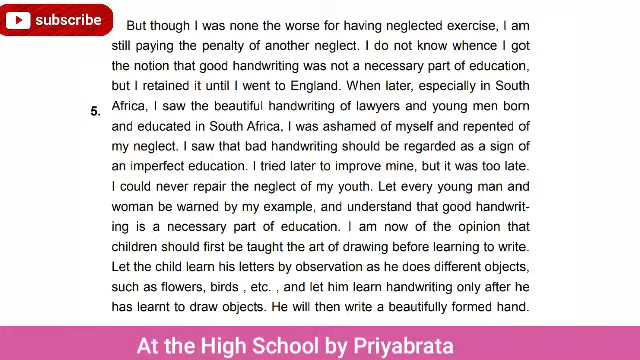 subscribe
But though I was none the worse for having neglected exercise, I am
still paying the penalty of another neglect. I do not know whence I got
the notion that good handwriting was not a necessary part of education,
but I retained it until I went to England. When later, especially in South
5. Africa, I saw the beautiful handwriting of lawyers and young men born
and educated in South Africa, I was ashamed of myself and repented of
my neglect. I saw that bad handwriting should be regarded as a sign of
an imperfect education. I tried later to improve mine, but it was too late.
I could never repair the neglect of my youth. Let every young man and
woman be warned by my example, and understand that good handwrit-
ing is a necessary part of education. I am now of the opinion that
children should first be taught the art of drawing before learning to write.
Let the child learn his letters by observation as he does different objects,
such as flowers, birds , etc. , and let him learn handwriting only after he
has learnt to draw objects. He will then write a beautifully formed hand.
At the High School by Priyabrata